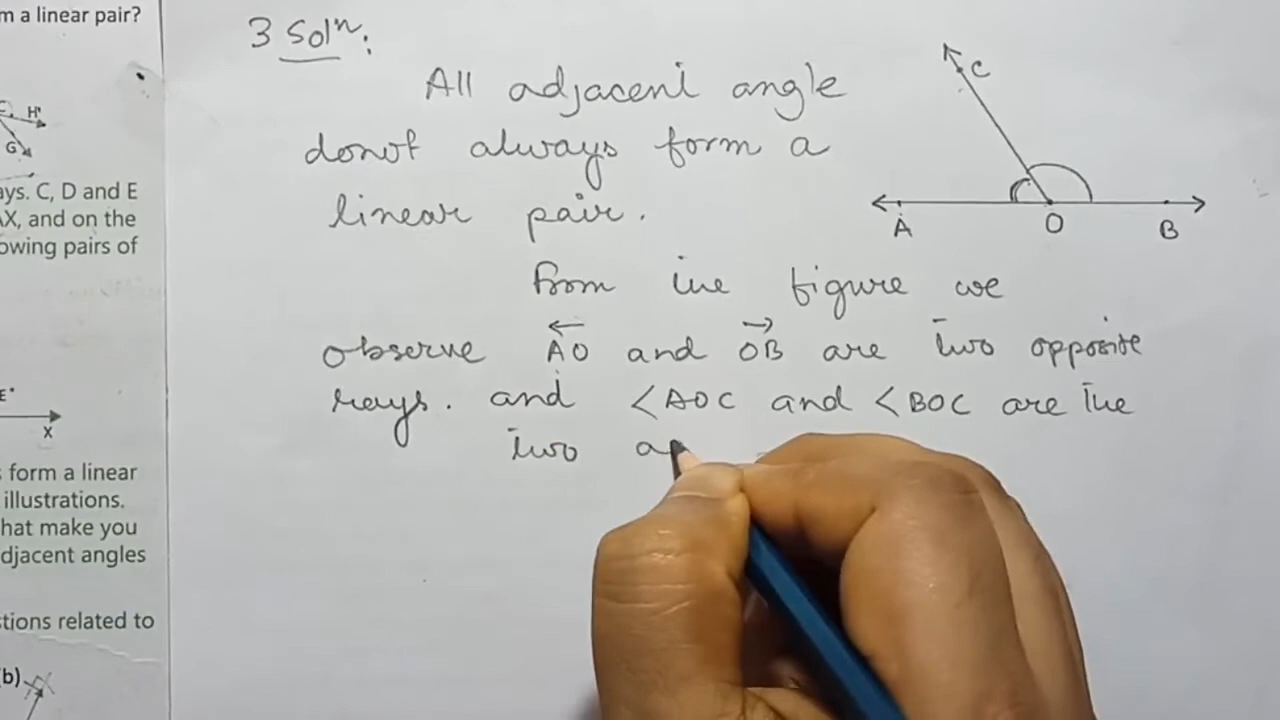 m a linear pair?
H
G
ays. C, D and E
AX, and on the
owing pairs of
E
X
form a linear
illustrations.
hat make you
djacent angles
stions related to
(b)
3 Solⁿ:
All adjacent angle
donot always form a
linear pair.
From the figure we
observe AO and OB are two opposite
rays. and <AOC and <BOC are the
two a
C
A
O
B